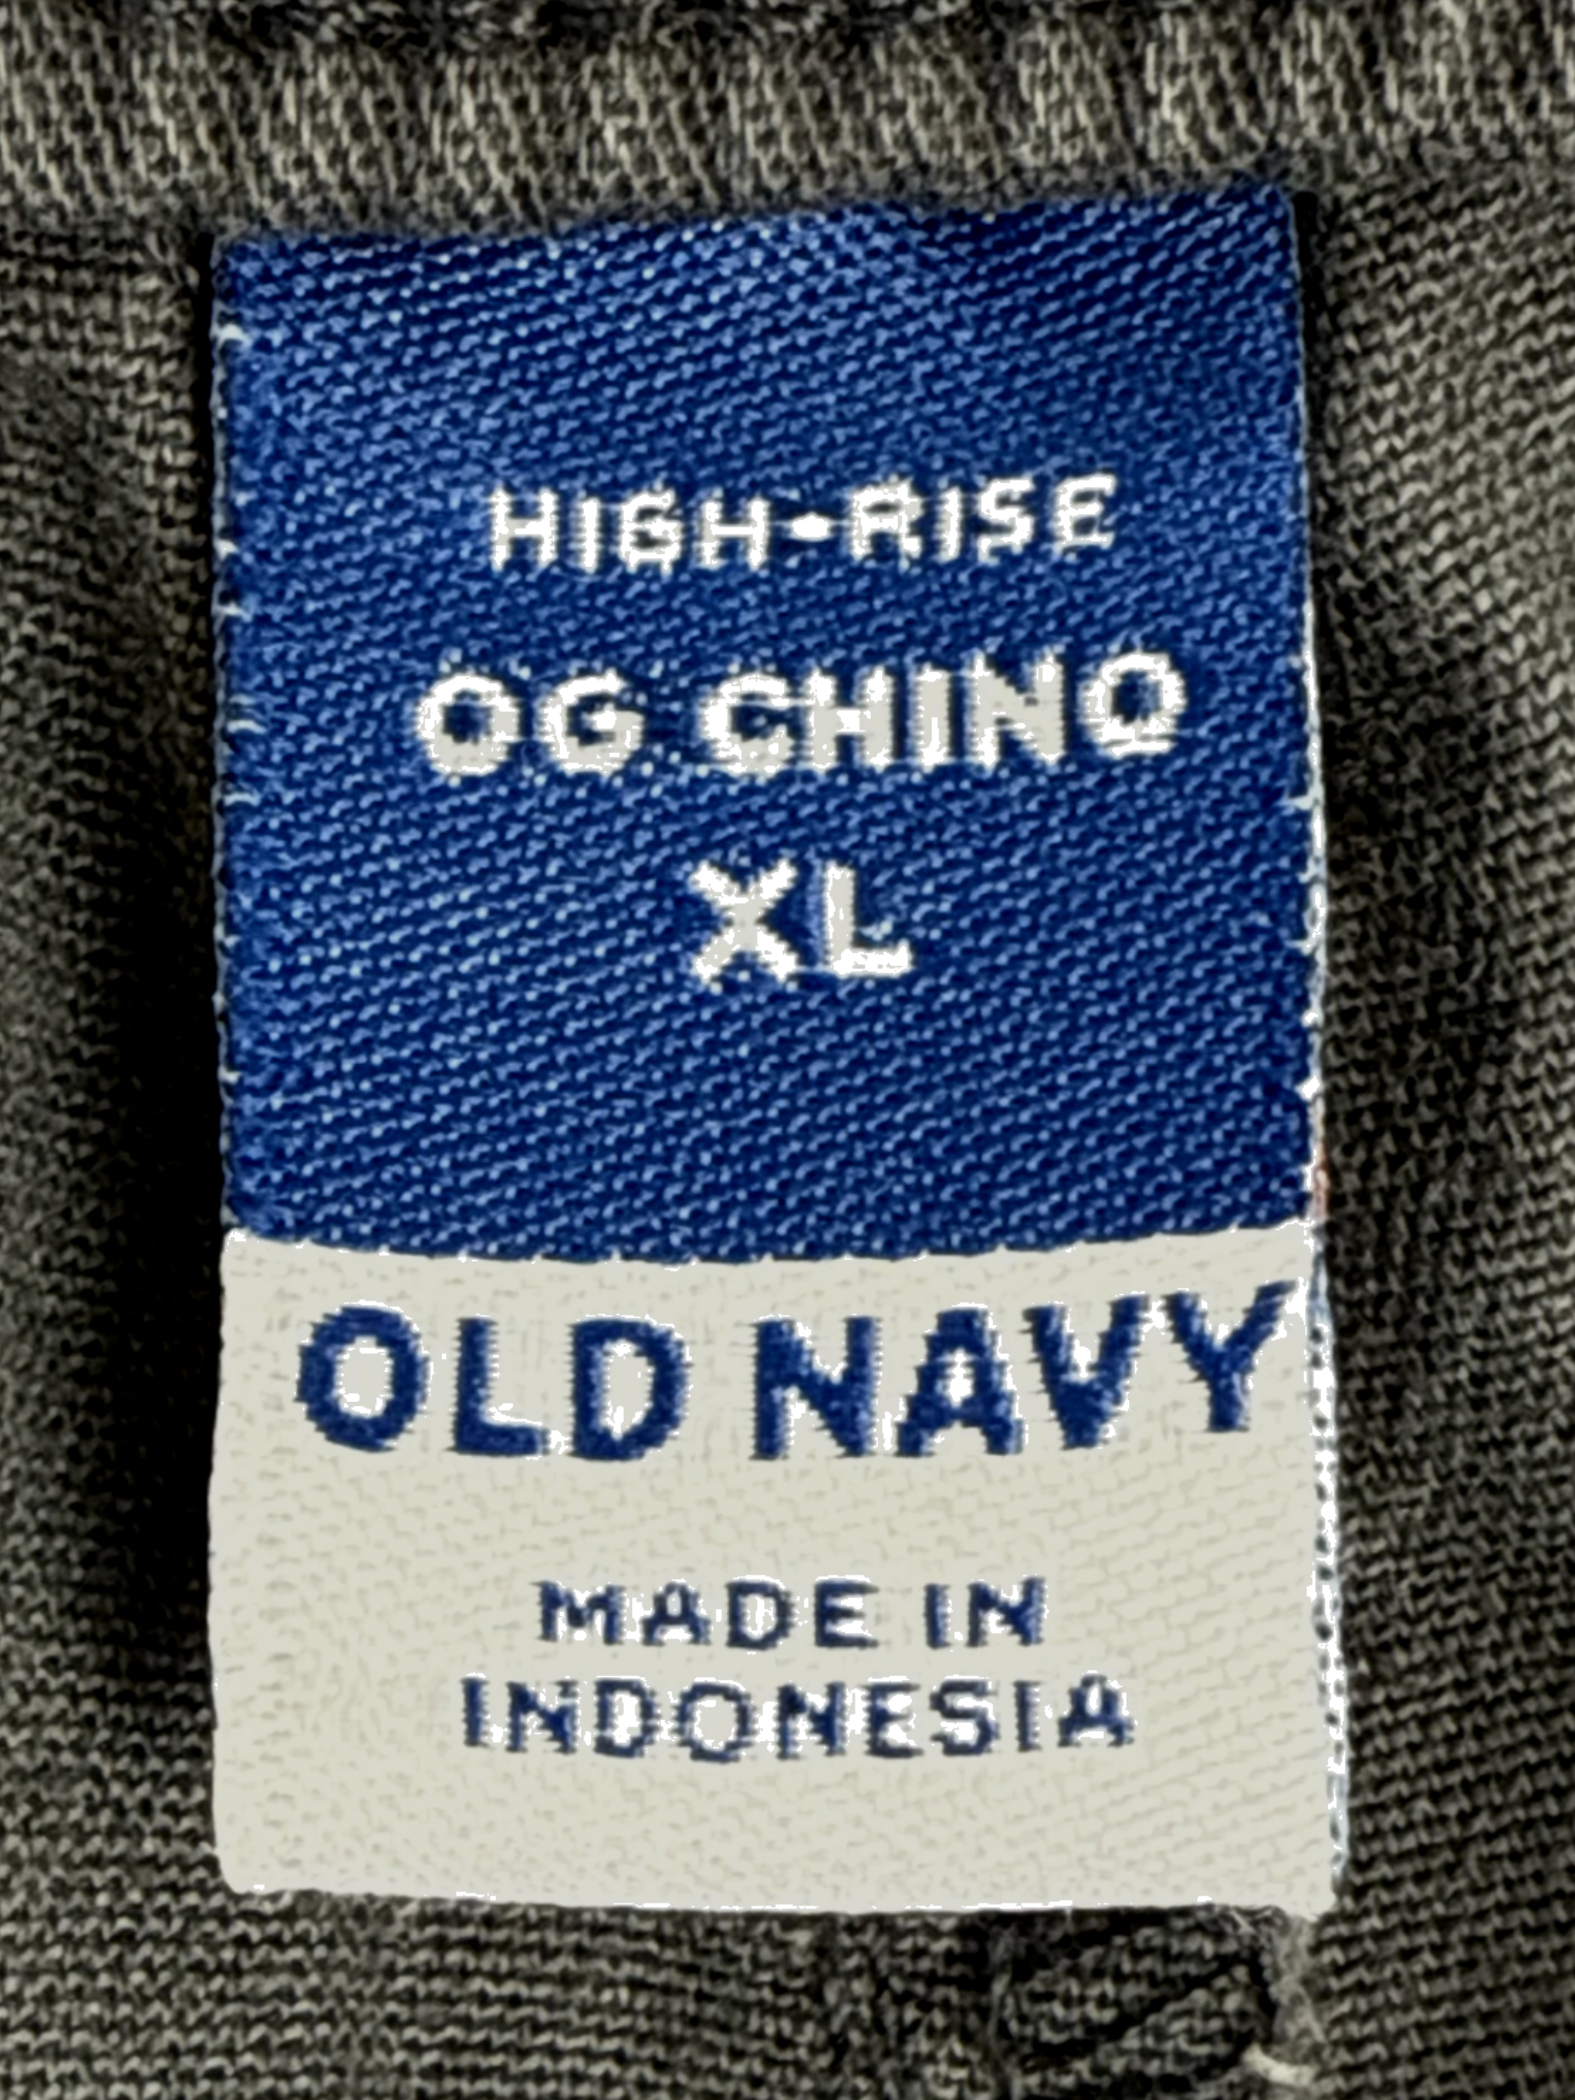 HIGH-RISE
OG CHINO
XL
OLD NAVY
MADE IN
INDONESIA